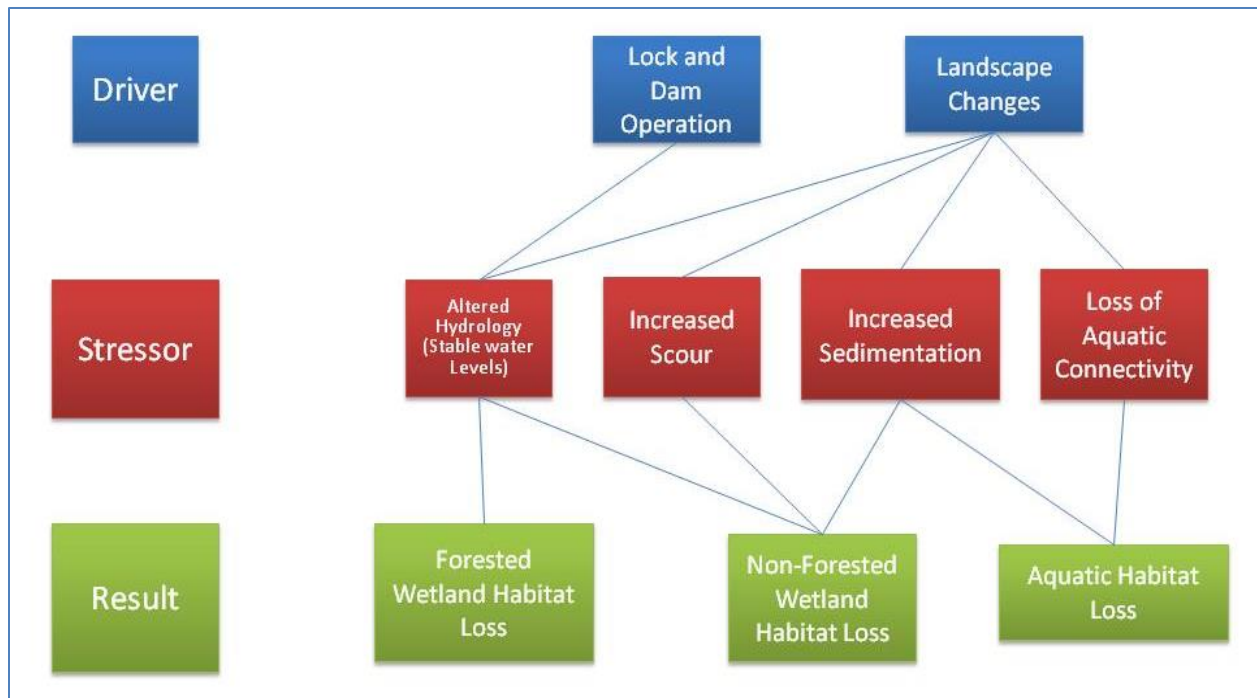 Driver
Lock and
Dam
Operation
Landscape
Changes
Stressor
Altered
Hydrology
(Stable water
Levels)
Increased
Scour
Increased
Sedimentation
Loss of
Aquatic
Connectivity
Result
Forested
Wetland Habitat
Loss
Non-Forested
Wetland
Habitat Loss
Aquatic Habitat
Loss